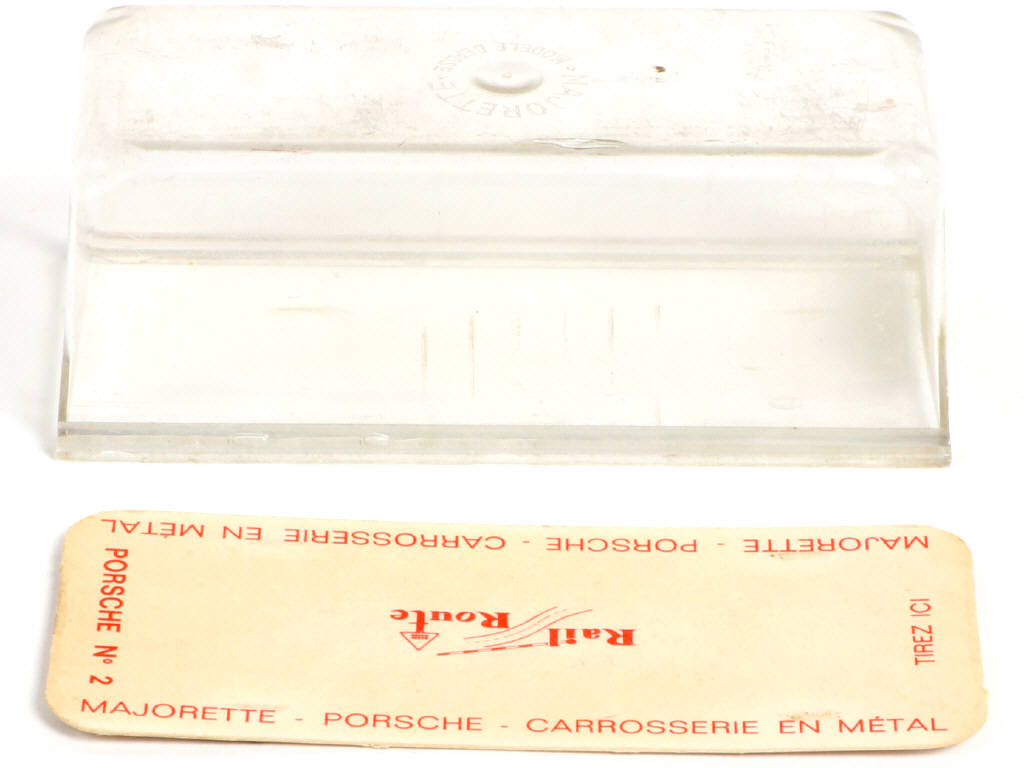 MAJORETTE · MODÈLE DÉPOSÉ ·
MAJORETTE - PORSCHE - CARROSSERIE EN MÉTAL
PORSCHE Nº 2
Rail
Route
TIREZ ICI
MAJORETTE - PORSCHE - CARROSSERIE EN MÉTAL